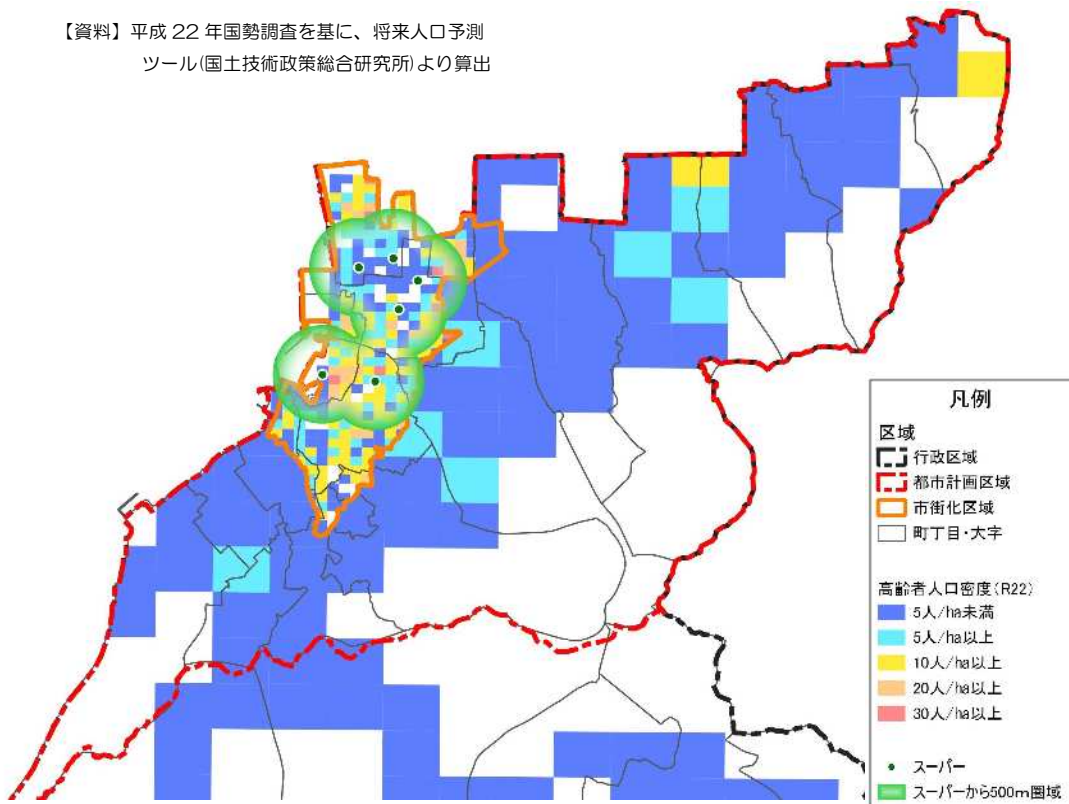 【資料】平成 22 年国勢調査を基に、将来人口予測
ツール(国土技術政策総合研究所)より算出
凡例
区域
行政区域
都市計画区域
市街化区域
町丁目・大字
高齢者人口密度(R22)
5人/ha未満
5人/ha以上
10人/ha以上
20人/ha以上
30人/ha以上
スーパー
スーパーから500m圏域